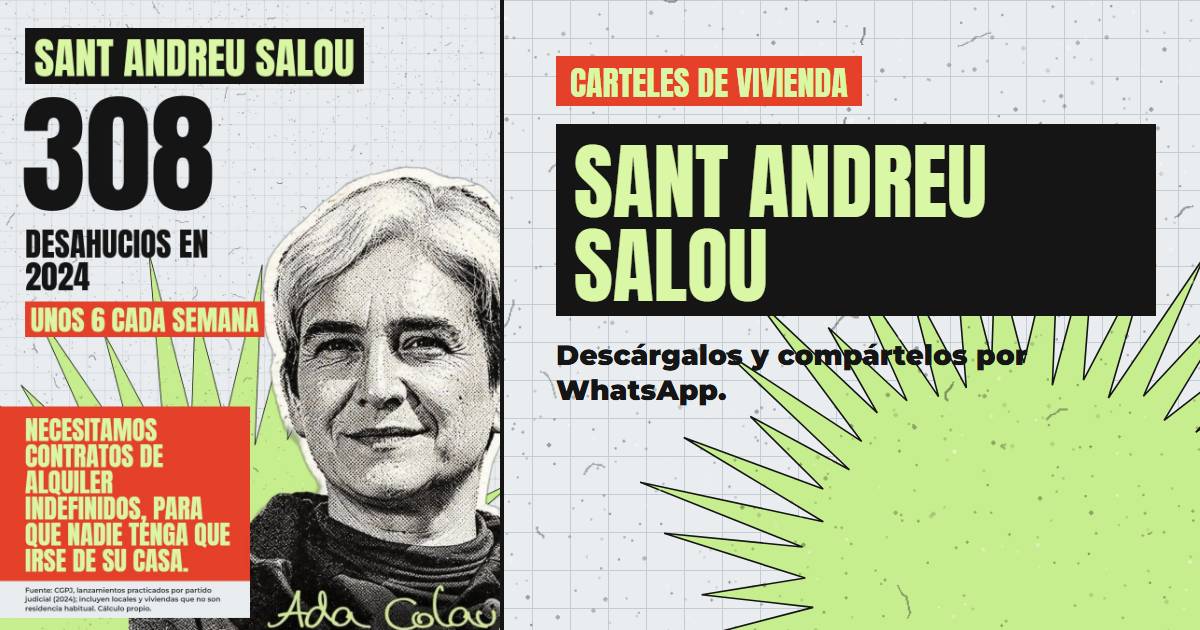 SANT ANDREU SALOU
308
DESAHUCIOS EN
2024
UNOS 6 CADA SEMANA
NECESITAMOS
CONTRATOS DE
ALQUILER
INDEFINIDOS, PARA
QUE NADIE TENGA QUE
IRSE DE SU CASA.
Fuente: CGPJ, lanzamientos practicados por partido
judicial (2024); incluyen locales y viviendas que no son
residencia habitual. Cálculo propio.
Ada Colau
CARTELES DE VIVIENDA
SANT ANDREU
SALOU
Descárgalos y compártelos por
WhatsApp.